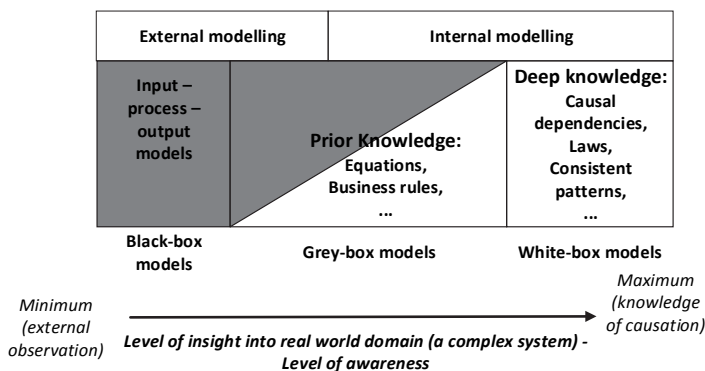 External modelling
Internal modelling
Input –
process –
output
models
Prior Knowledge:
Equations,
Business rules,
...
Deep knowledge:
Causal
dependencies,
Laws,
Consistent
patterns,
...
Black-box
models
Grey-box models
White-box models
Minimum
(external
observation)
Maximum
(knowledge
of causation)
Level of insight into real world domain (a complex system) -
Level of awareness